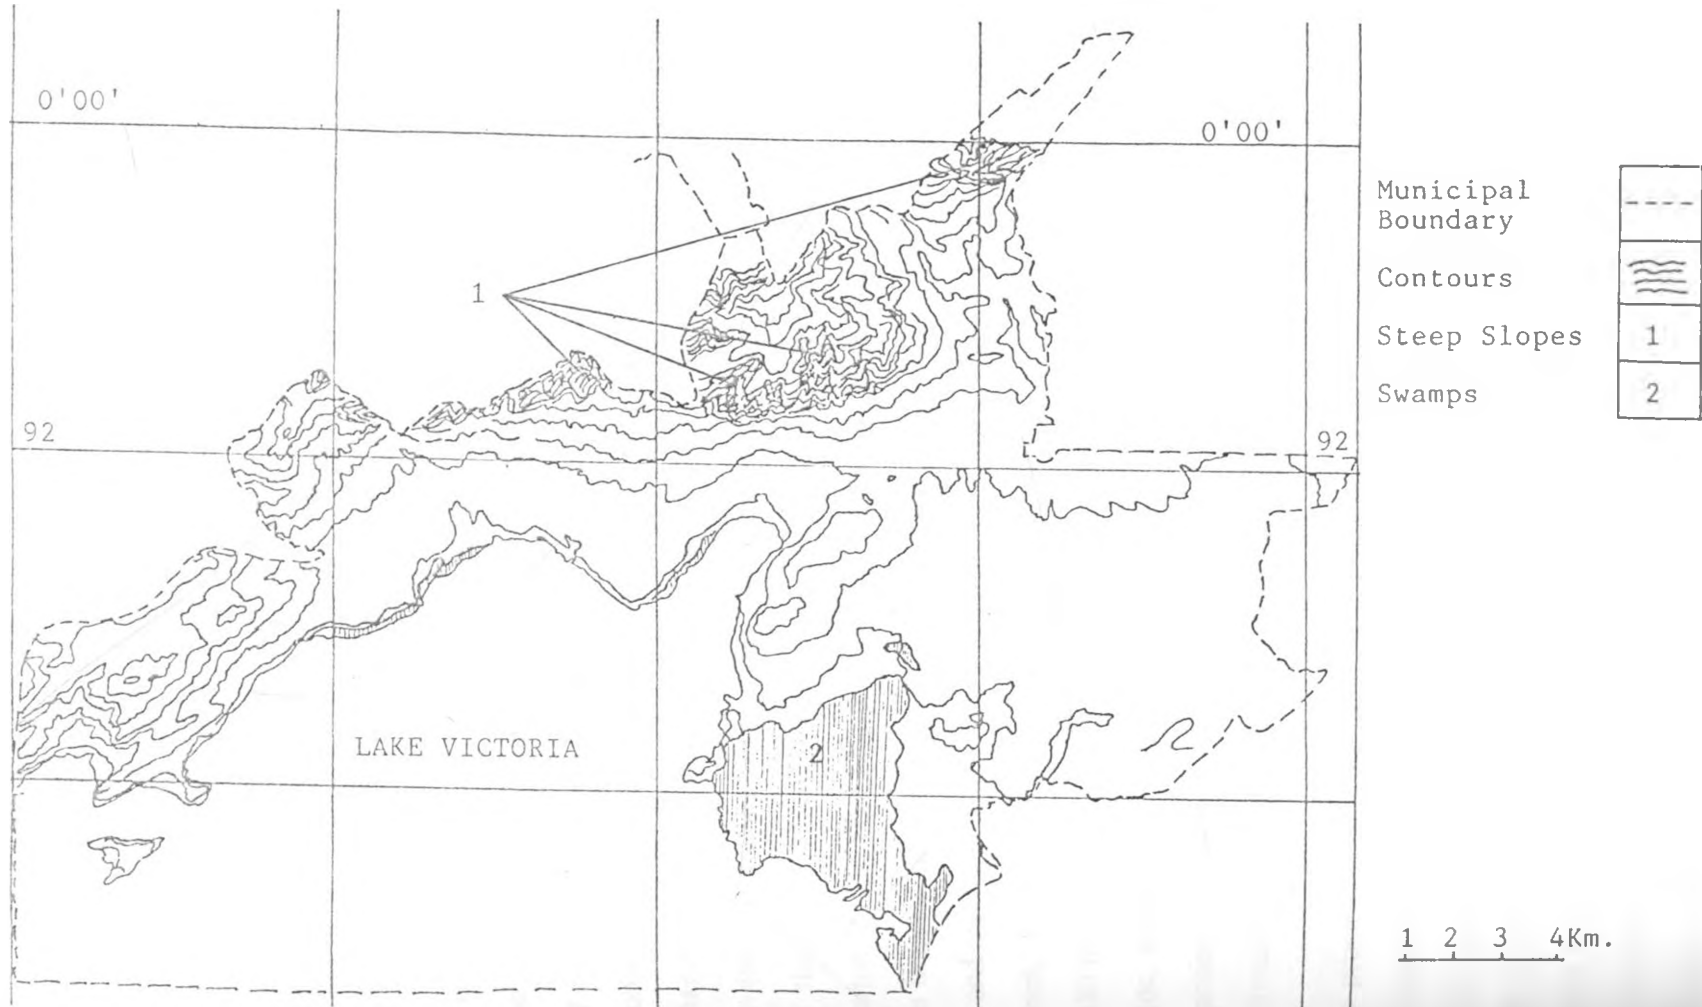 0'00'
0'00'
1
92
92
LAKE VICTORIA
2
Municipal
Boundary
Contours
Steep Slopes
1
Swamps
2
1 2 3 4Km.